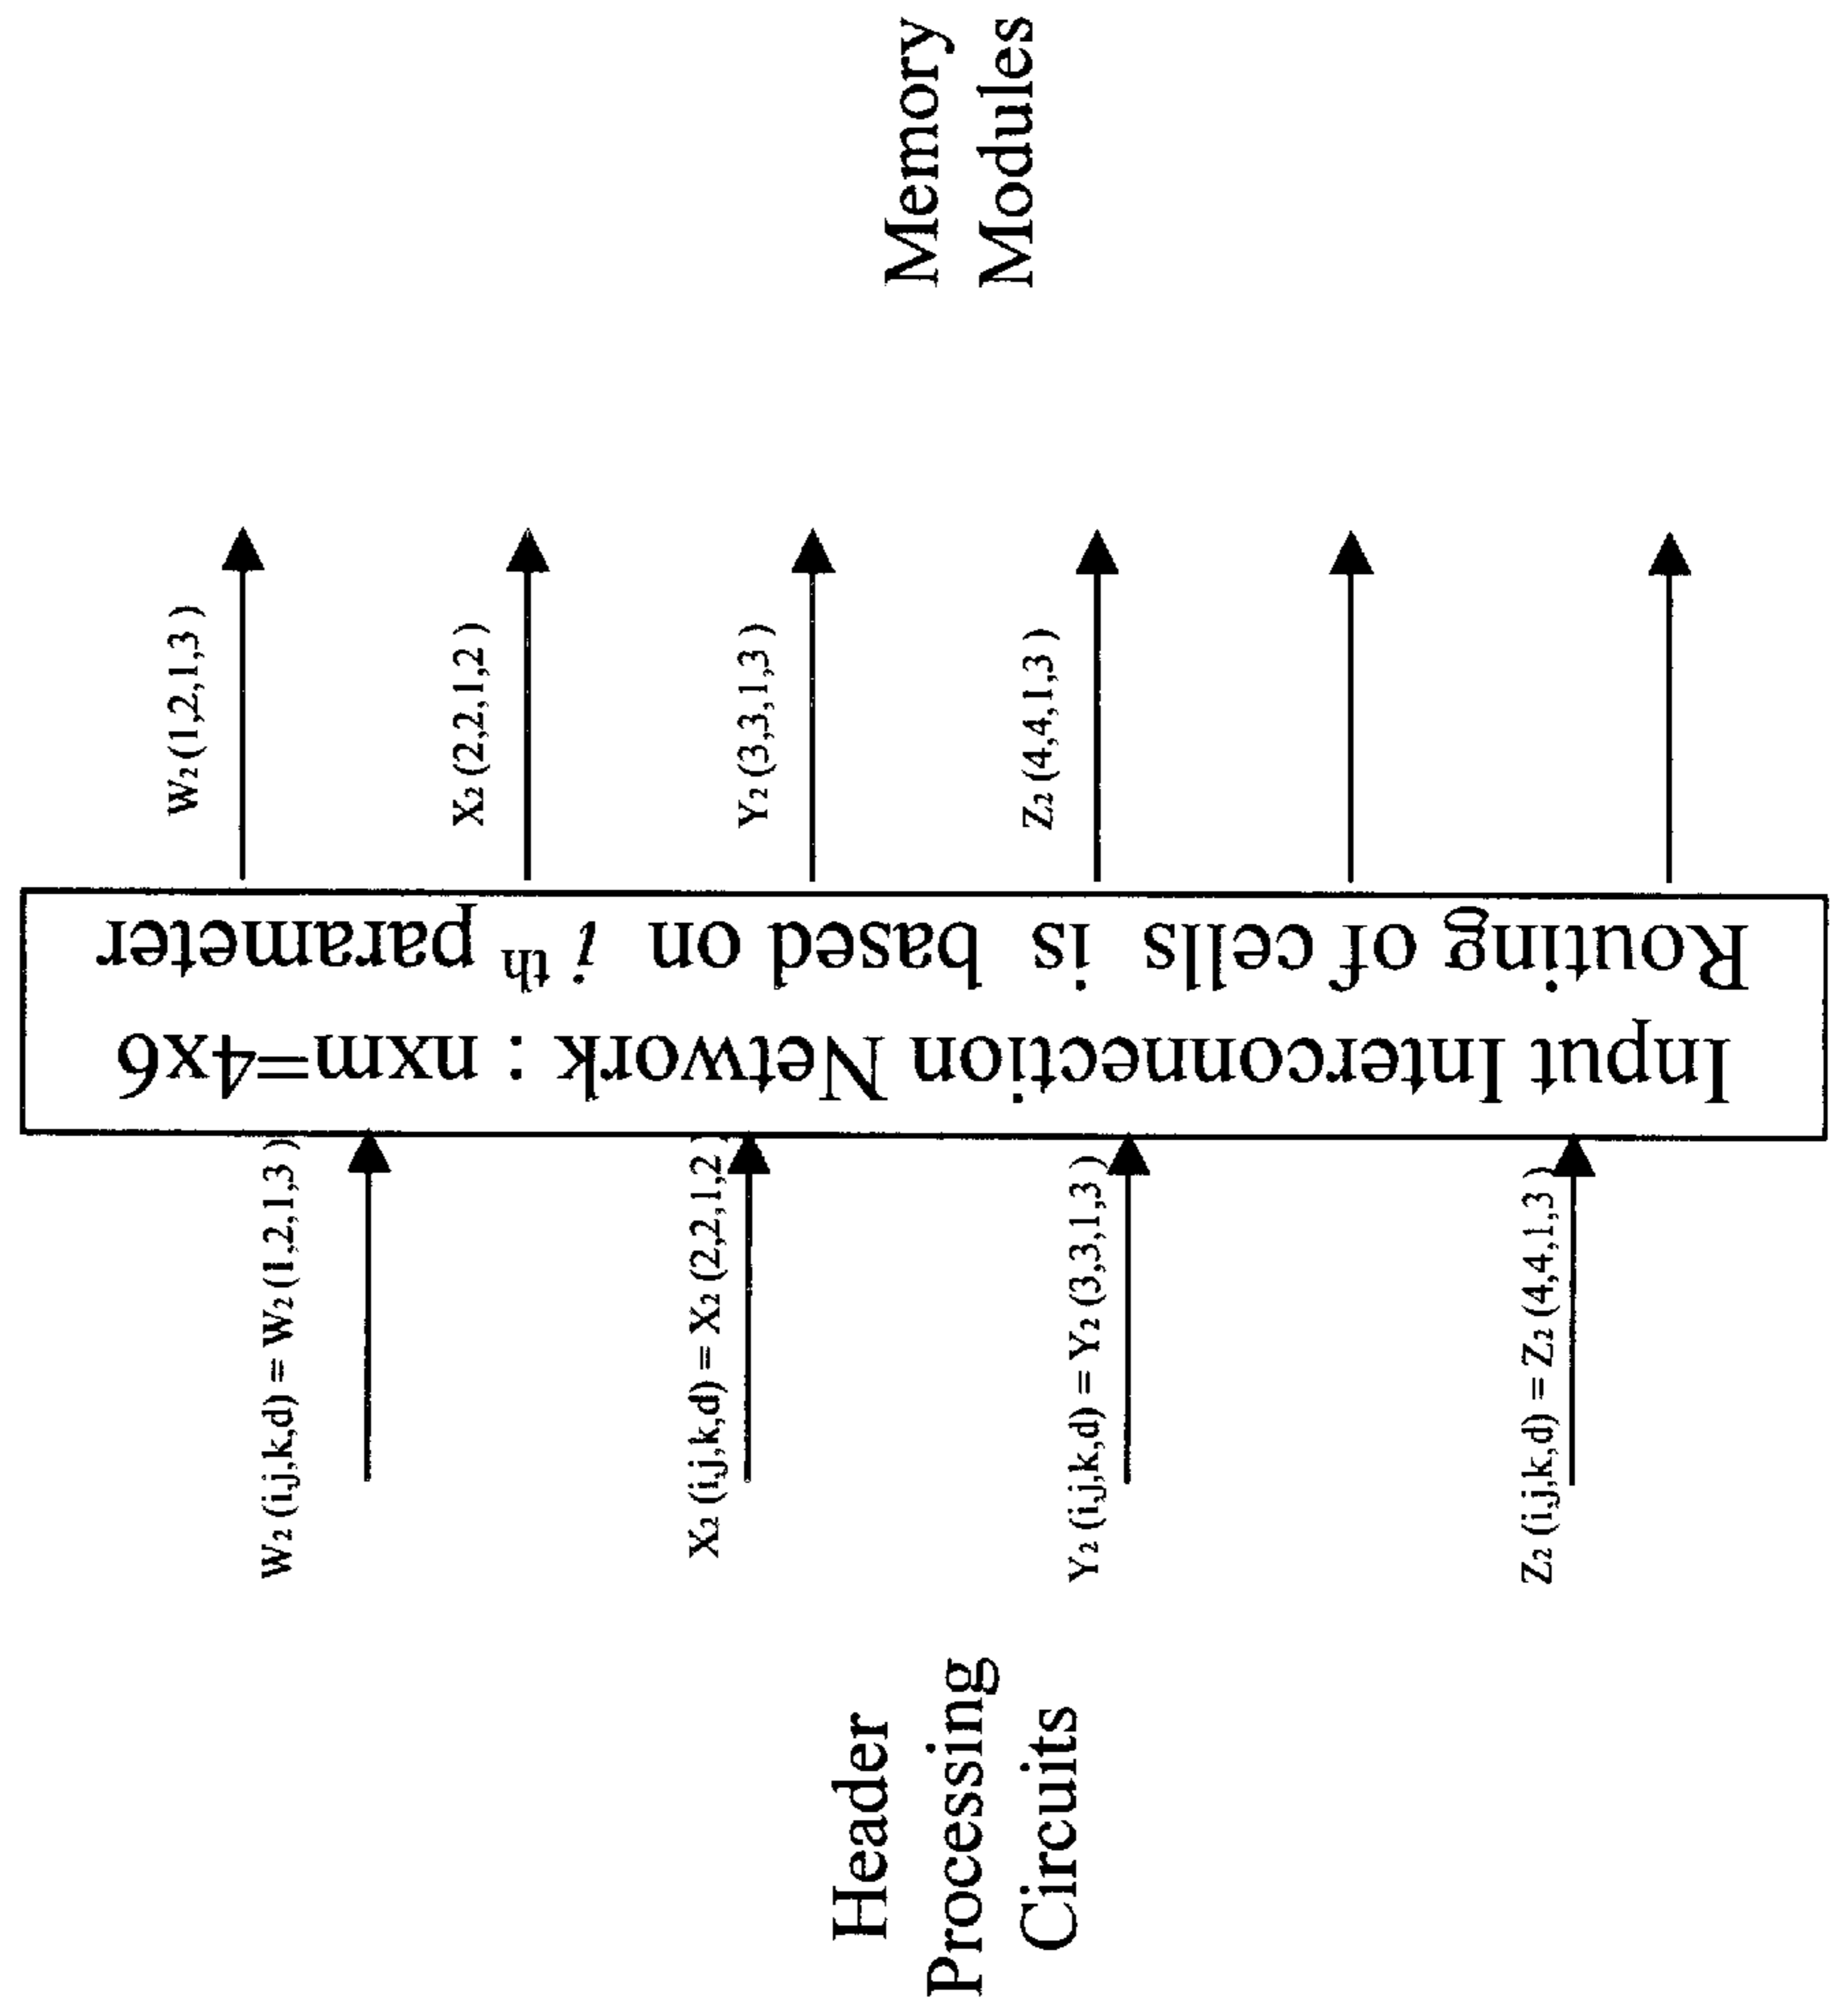 Header
Processing
Circuits
W₂ (i,j,k,d) = W₂ (1,2,1,3 )
X₂ (i,j,k,d) = X₂ (2,2,1,2 )
Y₂ (i,j,k,d) = Y₂ (3,3,1,3 )
Z₂ (i,j,k,d) = Z₂ (4,4,1,3 )
Input Interconnection Network : nxm=4x6
Routing of cells is based on i th parameter
W₂ (1,2,1,3 )
X₂ (2,2,1,2 )
Y₂ (3,3,1,3 )
Z₂ (4,4,1,3 )
Memory
Modules